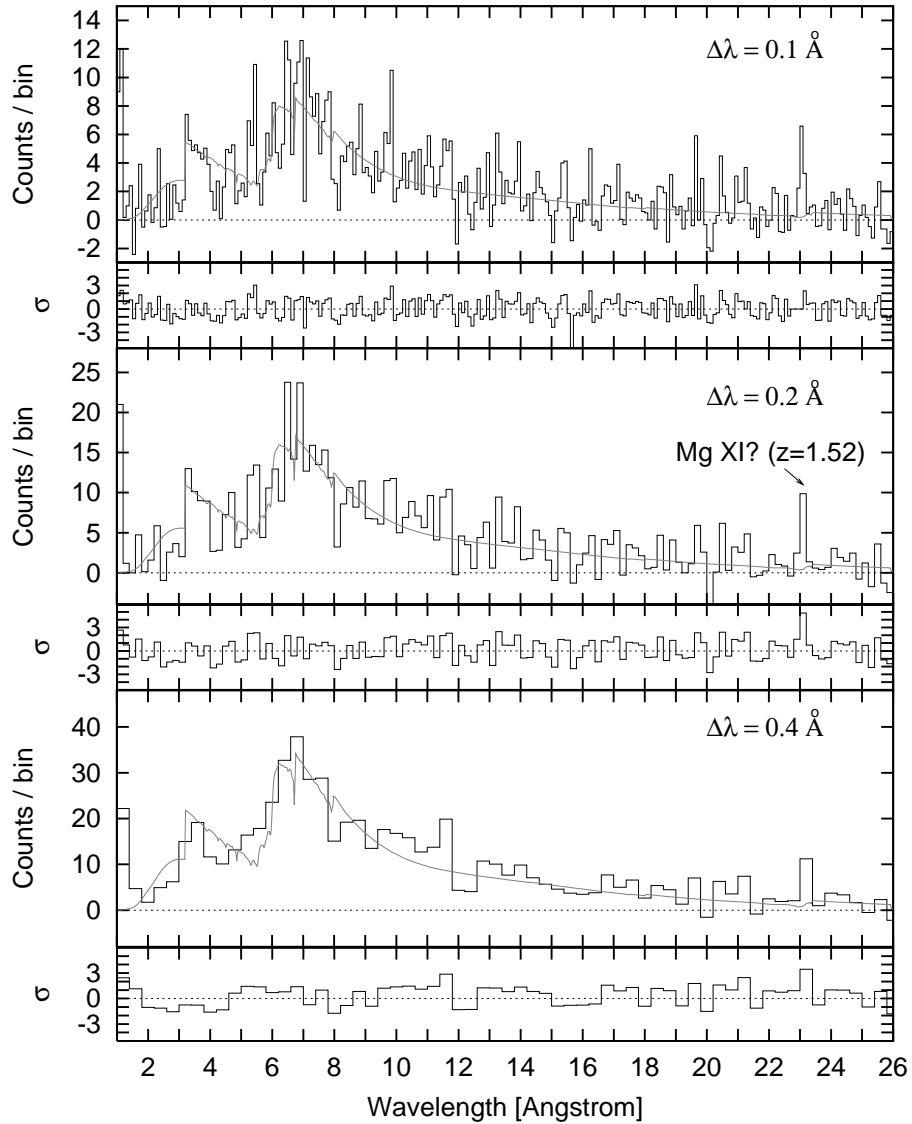 14
12
10
8
6
4
2
0
-2
Counts / bin
Δλ = 0.1 Å
3
0
-3
σ
25
20
15
10
5
0
Counts / bin
Δλ = 0.2 Å
Mg XI? (z=1.52)
3
0
-3
σ
40
30
20
10
0
Counts / bin
Δλ = 0.4 Å
3
0
-3
σ
2 4 6 8 10 12 14 16 18 20 22 24 26
Wavelength [Angstrom]